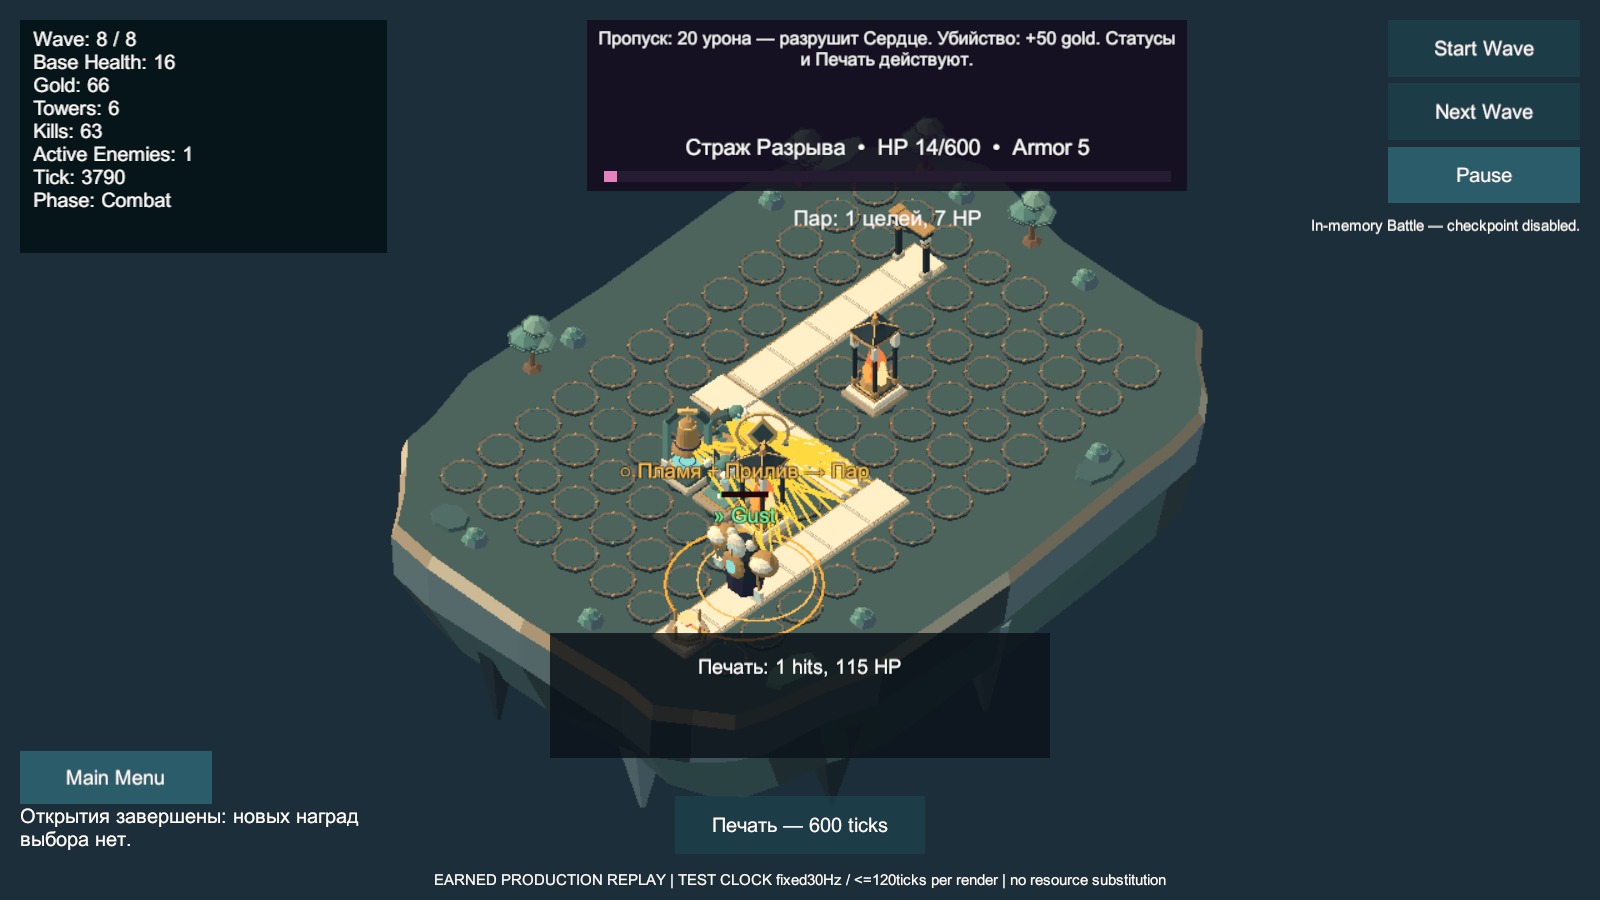 Wave: 8 / 8
Base Health: 16
Gold: 66
Towers: 6
Kills: 63
Active Enemies: 1
Tick: 3790
Phase: Combat
Пропуск: 20 урона — разрушит Сердце. Убийство: +50 gold. Статусы
и Печать действуют.
Страж Разрыва • HP 14/600 • Armor 5
Start Wave
Next Wave
Pause
In-memory Battle — checkpoint disabled.
Пар: 1 целей, 7 HP
○ Пламя + Прилив → Пар
» Gust
Печать: 1 hits, 115 HP
Main Menu
Открытия завершены: новых наград
выбора нет.
Печать — 600 ticks
EARNED PRODUCTION REPLAY | TEST CLOCK fixed30Hz / <=120ticks per render | no resource substitution